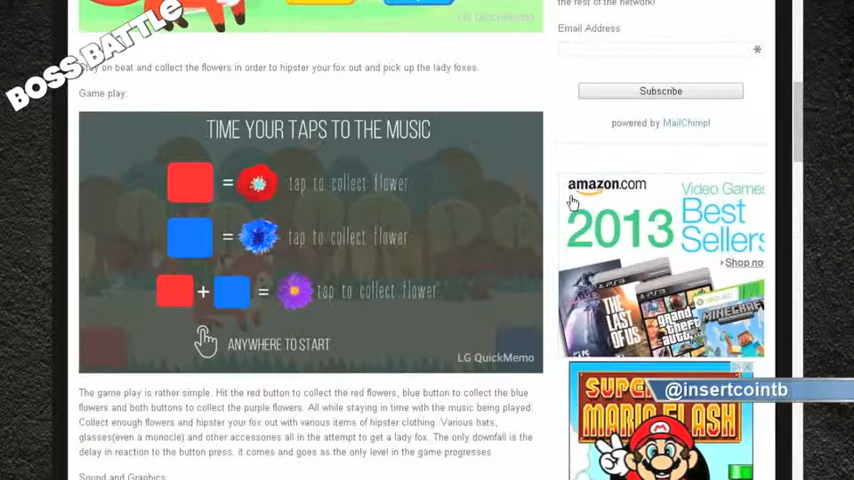 BOSS BATTLE
LG QuickMemo
the rest of the network!
Email Address
*
Stay on beat and collect the flowers in order to hipster your fox out and pick up the lady foxes.
Subscribe
Game play:
powered by MailChimp!
TIME YOUR TAPS TO THE MUSIC
= tap to collect flower
= tap to collect flower
+ = tap to collect flower
ANYWHERE TO START
LG QuickMemo
amazon.com
Video Games
2013 Best
Sellers
Shop no
THE LAST OF US
grand theft auto
MINECRAFT
The game play is rather simple. Hit the red button to collect the red flowers, blue button to collect the blue
flowers and both buttons to collect the purple flowers. All while staying in time with the music being played.
Collect enough flowers and hipster your fox out with various items of hipster clothing. Various hats,
glasses(even a monocle) and other accessories all in the attempt to get a lady fox. The only downfall is the
delay in reaction to the button press. it comes and goes as the only level in the game progresses
Sound and Graphics:
SUPER
MARIO FLASH
@insertcointb